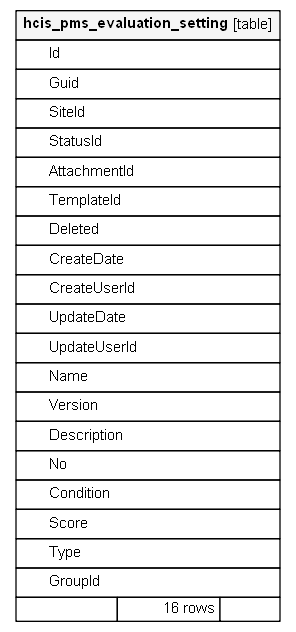 hcis_pms_evaluation_setting [table]
Id
Guid
SiteId
StatusId
AttachmentId
TemplateId
Deleted
CreateDate
CreateUserId
UpdateDate
UpdateUserId
Name
Version
Description
No
Condition
Score
Type
GroupId
16 rows